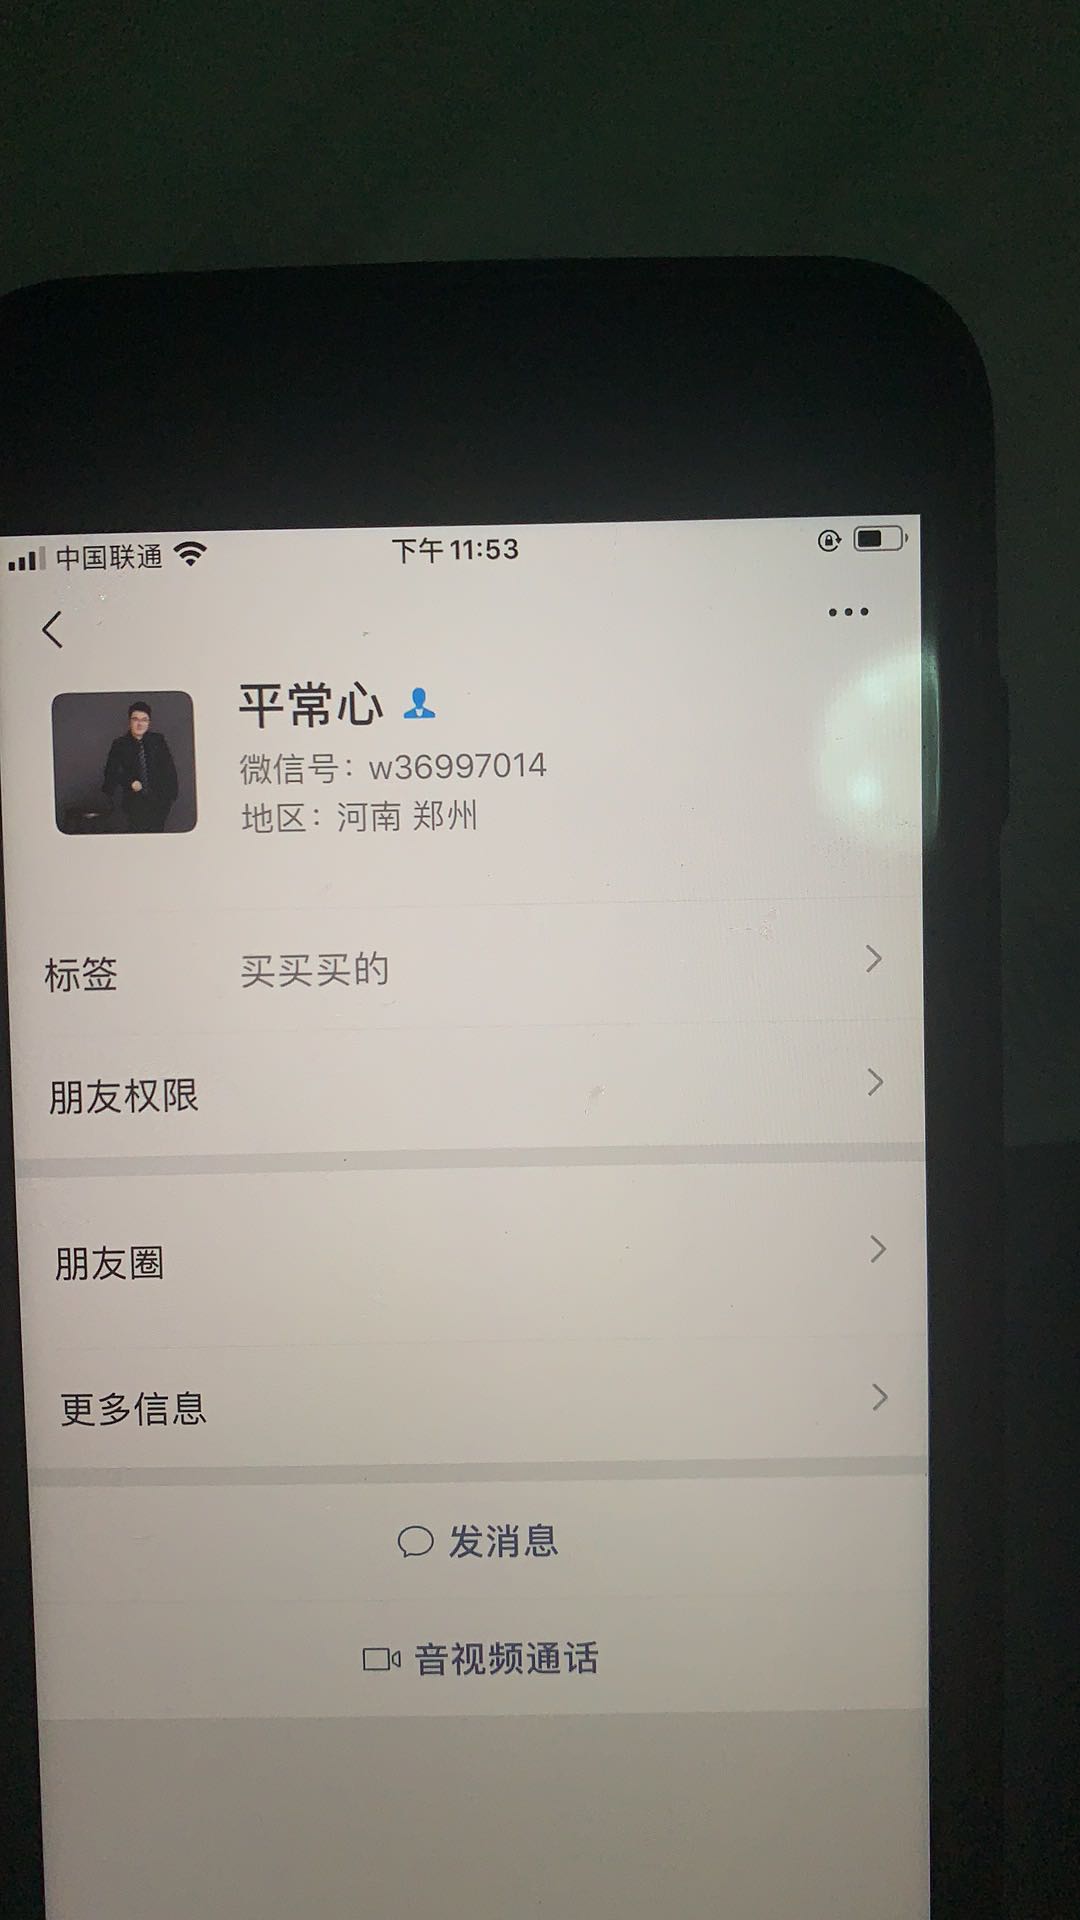 中国联通 下午11:53
平常心
微信号：w36997014
地区：河南 郑州
标签 买买买的
朋友权限
朋友圈
更多信息
发消息
音视频通话